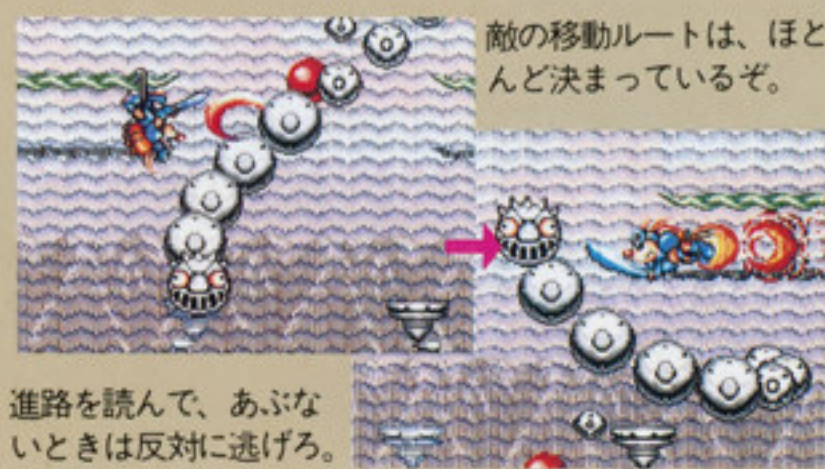 敵の移動ルートは、ほと
んど決まっているぞ。
進路を読んで、あぶな
いときは反対に逃げろ。